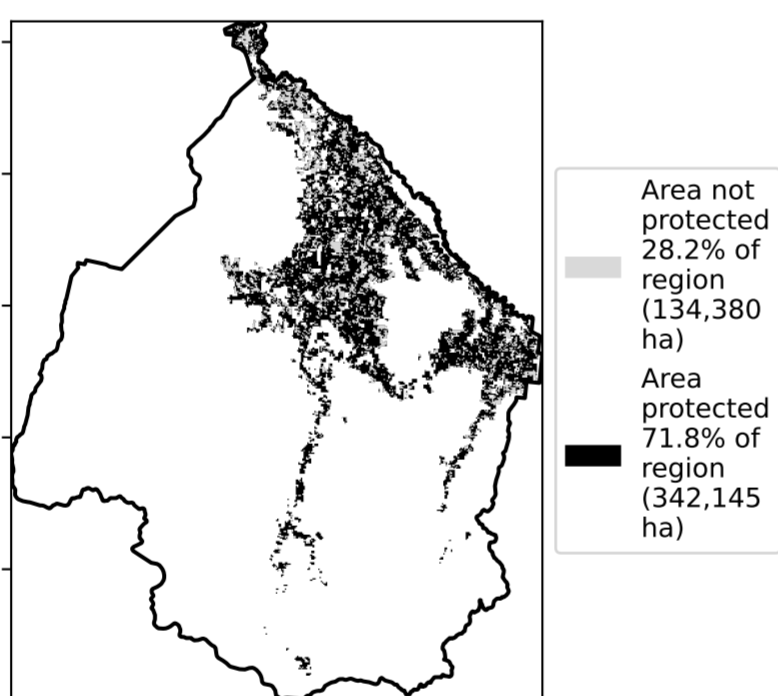 Area not
protected
28.2% of
region
(134,380
ha)
Area
protected
71.8% of
region
(342,145
ha)